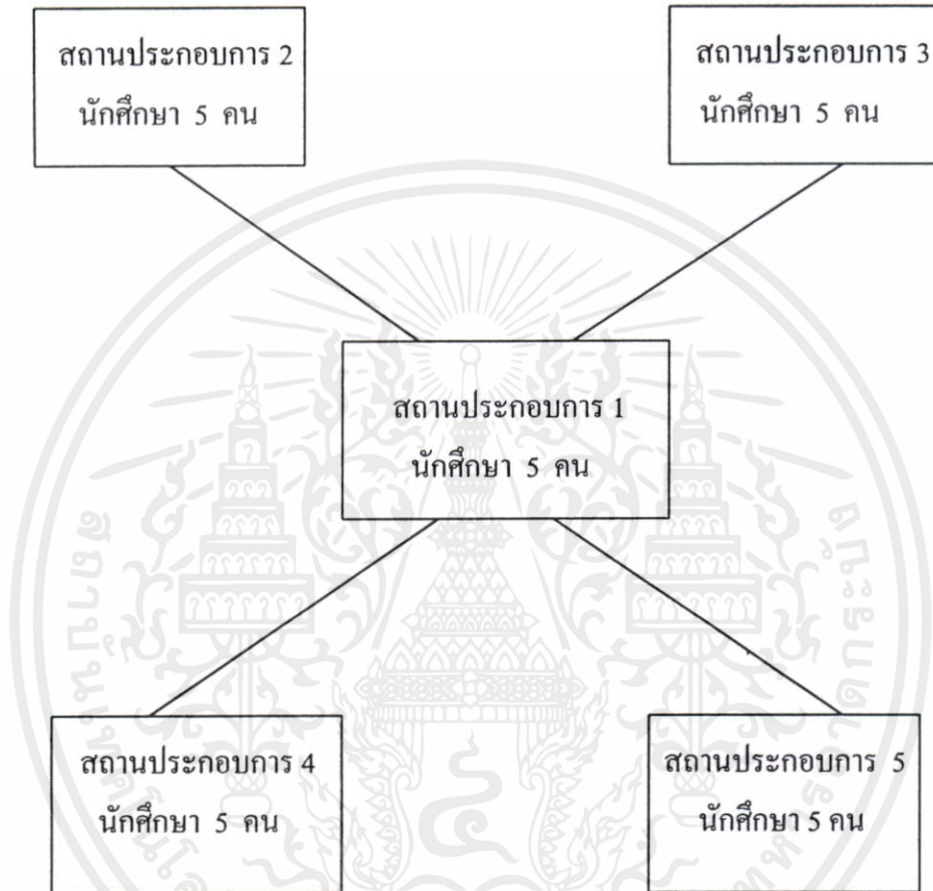 สถานประกอบการ 2
นักศึกษา 5 คน
สถานประกอบการ 3
นักศึกษา 5 คน
สถานประกอบการ 1
นักศึกษา 5 คน
สถานประกอบการ 4
นักศึกษา 5 คน
สถานประกอบการ 5
นักศึกษา 5 คน